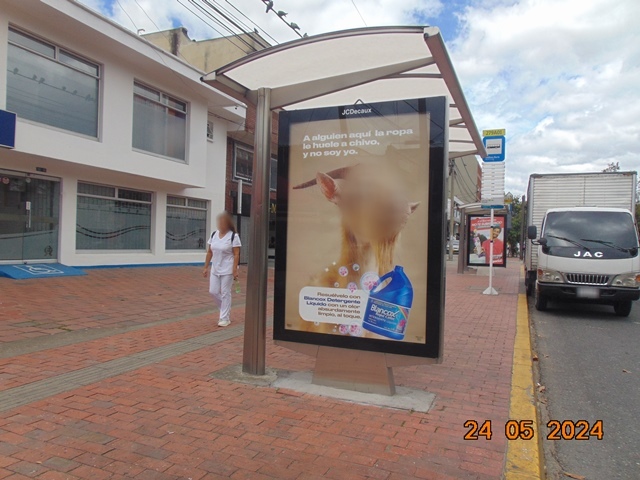 JCDecaux
A alguien aquí la ropa
le huele a chivo,
y no soy yo.
Resuélvelo con
Blancox Detergente
Líquido con un olor
absurdamente
limpio, al toque.
Blancox
JAC
24 05 2024